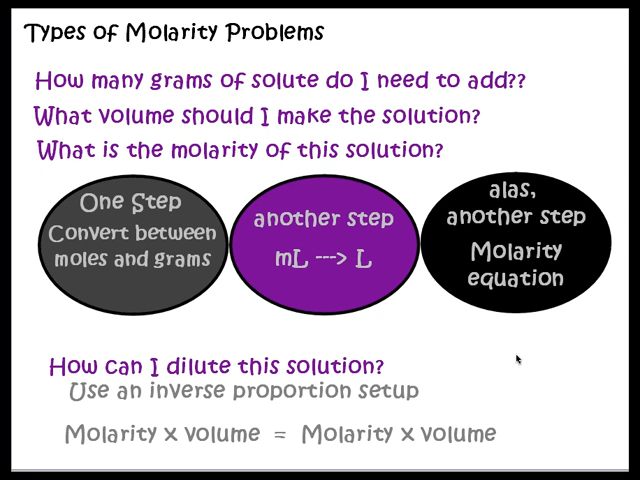 Types of Molarity Problems
How many grams of solute do I need to add??
What volume should I make the solution?
What is the molarity of this solution?
One Step
Convert between
moles and grams
another step
mL ---> L
alas,
another step
Molarity
equation
How can I dilute this solution?
Use an inverse proportion setup
Molarity x volume = Molarity x volume